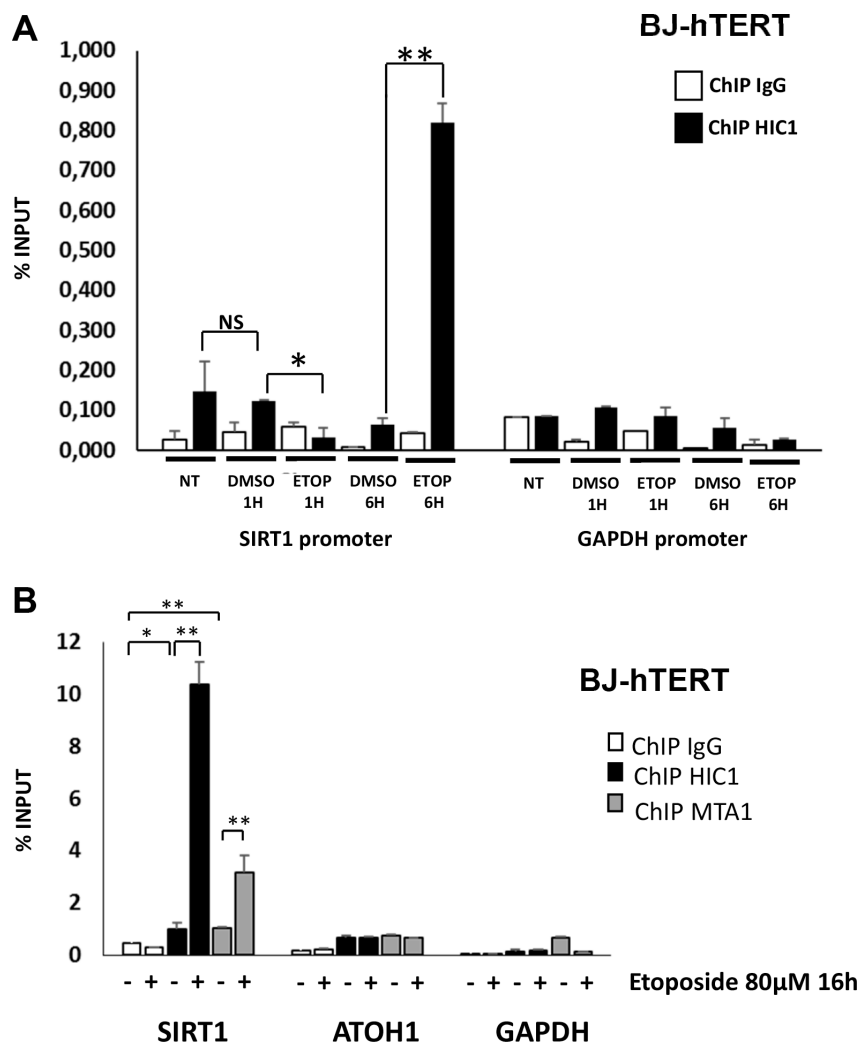 A
BJ-hTERT
ChIP IgG
ChIP HIC1
% INPUT
1,000
0,900
0,800
0,700
0,600
0,500
0,400
0,300
0,200
0,100
0,000
**
NS
*
NT
DMSO
1H
ETOP
1H
DMSO
6H
ETOP
6H
NT
DMSO
1H
ETOP
1H
DMSO
6H
ETOP
6H
SIRT1 promoter
GAPDH promoter
B
BJ-hTERT
ChIP IgG
ChIP HIC1
ChIP MTA1
% INPUT
12
10
8
6
4
2
0
**
* **
**
- + - + - + - + - + - + - + - + - +
Etoposide 80μM 16h
SIRT1 ATOH1 GAPDH